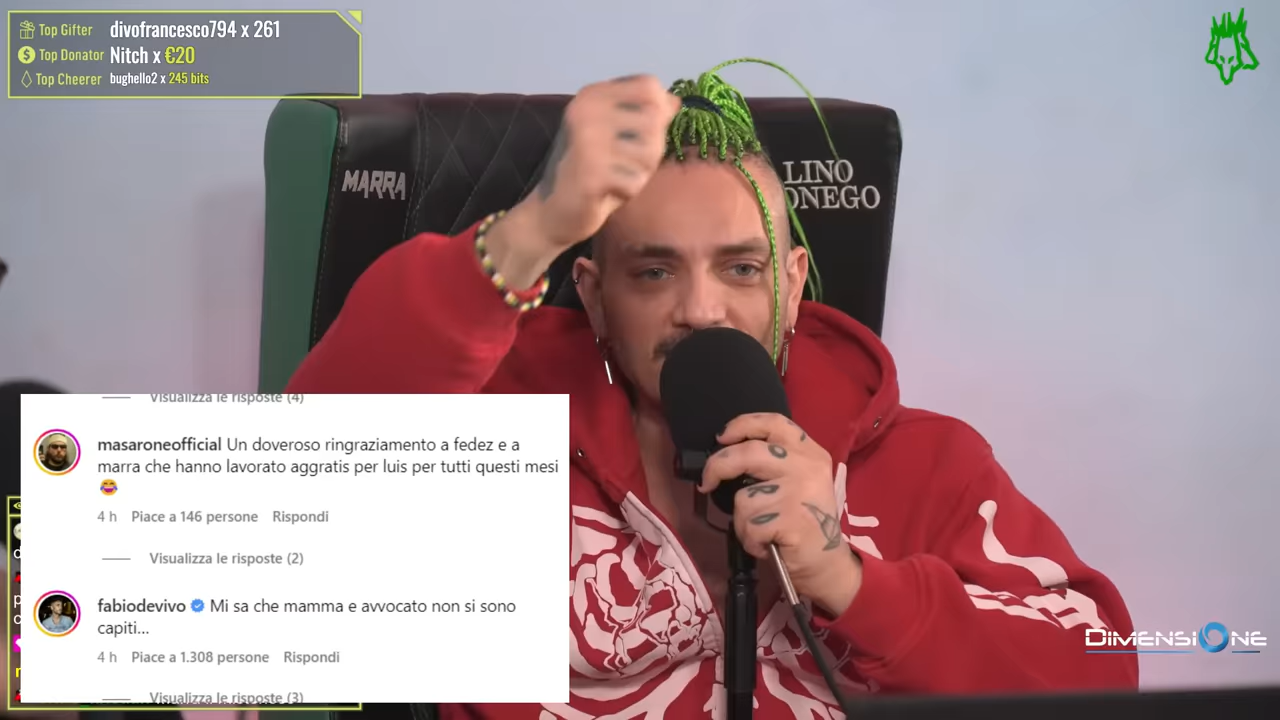 Top Gifter divofrancesco794 x 261
Top Donator Nitch x €20
Top Cheerer bughello2 x 245 bits
MARRA
LINO
ONEGO
Visualizza le risposte (4)
masaroneofficial Un doveroso ringraziamento a fedez e a
marra che hanno lavorato aggratis per luis per tutti questi mesi
😂
4 h Piace a 146 persone Rispondi
Visualizza le risposte (2)
fabiodevivo Mi sa che mamma e avvocato non si sono
capiti...
4 h Piace a 1.308 persone Rispondi
Visualizza le risposte (3)
DIMENSIONE